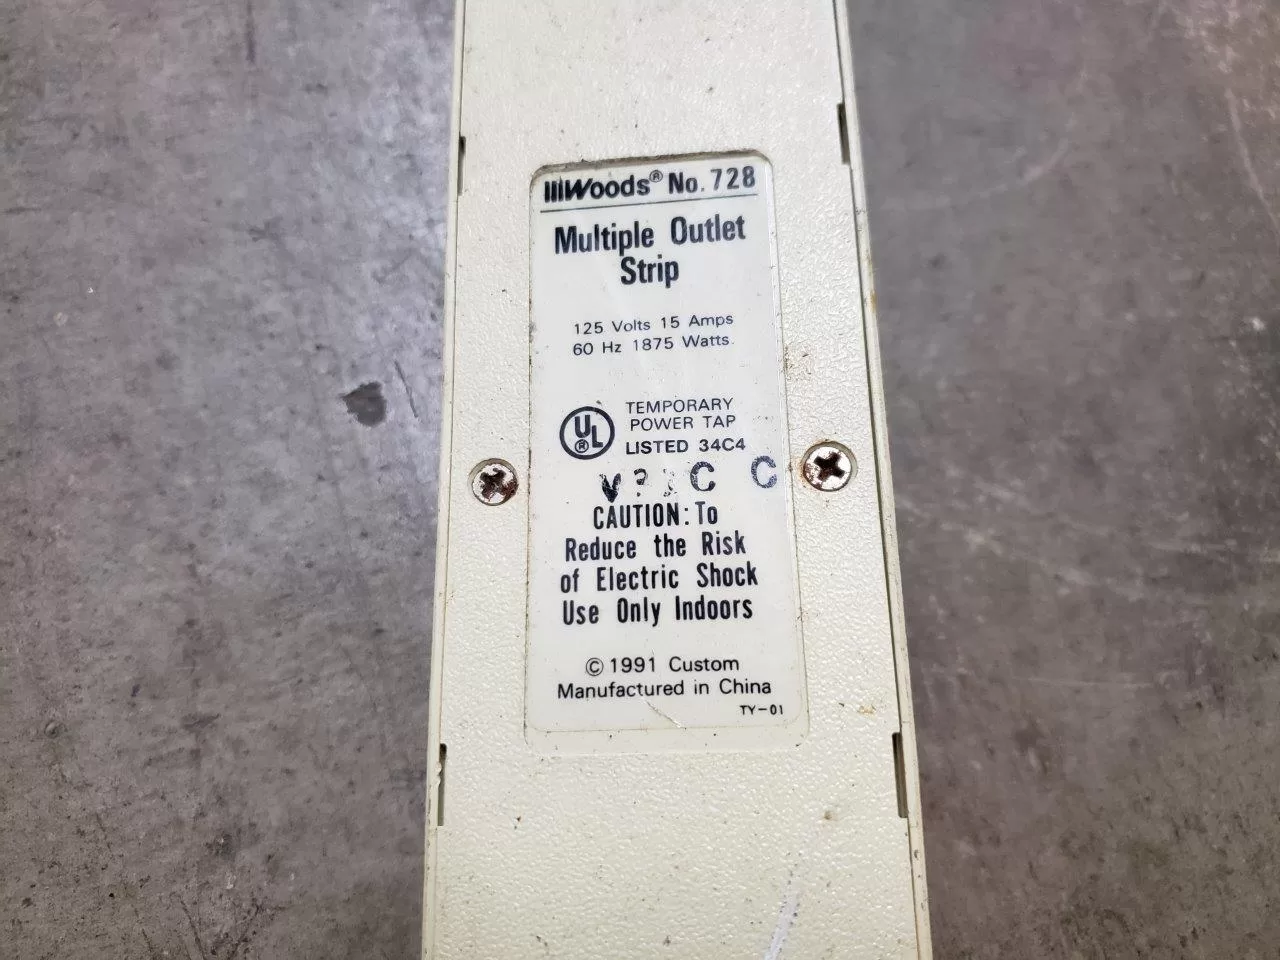 Woods® No. 728
Multiple Outlet
Strip
125 Volts 15 Amps
60 Hz 1875 Watts
UL®
TEMPORARY
POWER TAP
LISTED 34C4
C C
CAUTION: To
Reduce the Risk
of Electric Shock
Use Only Indoors
© 1991 Custom
Manufactured in China
TY-01